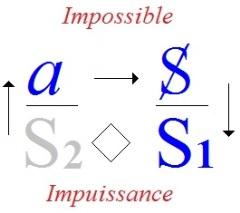 Impossible
a → $
S2 ◇ S1
Impuissance